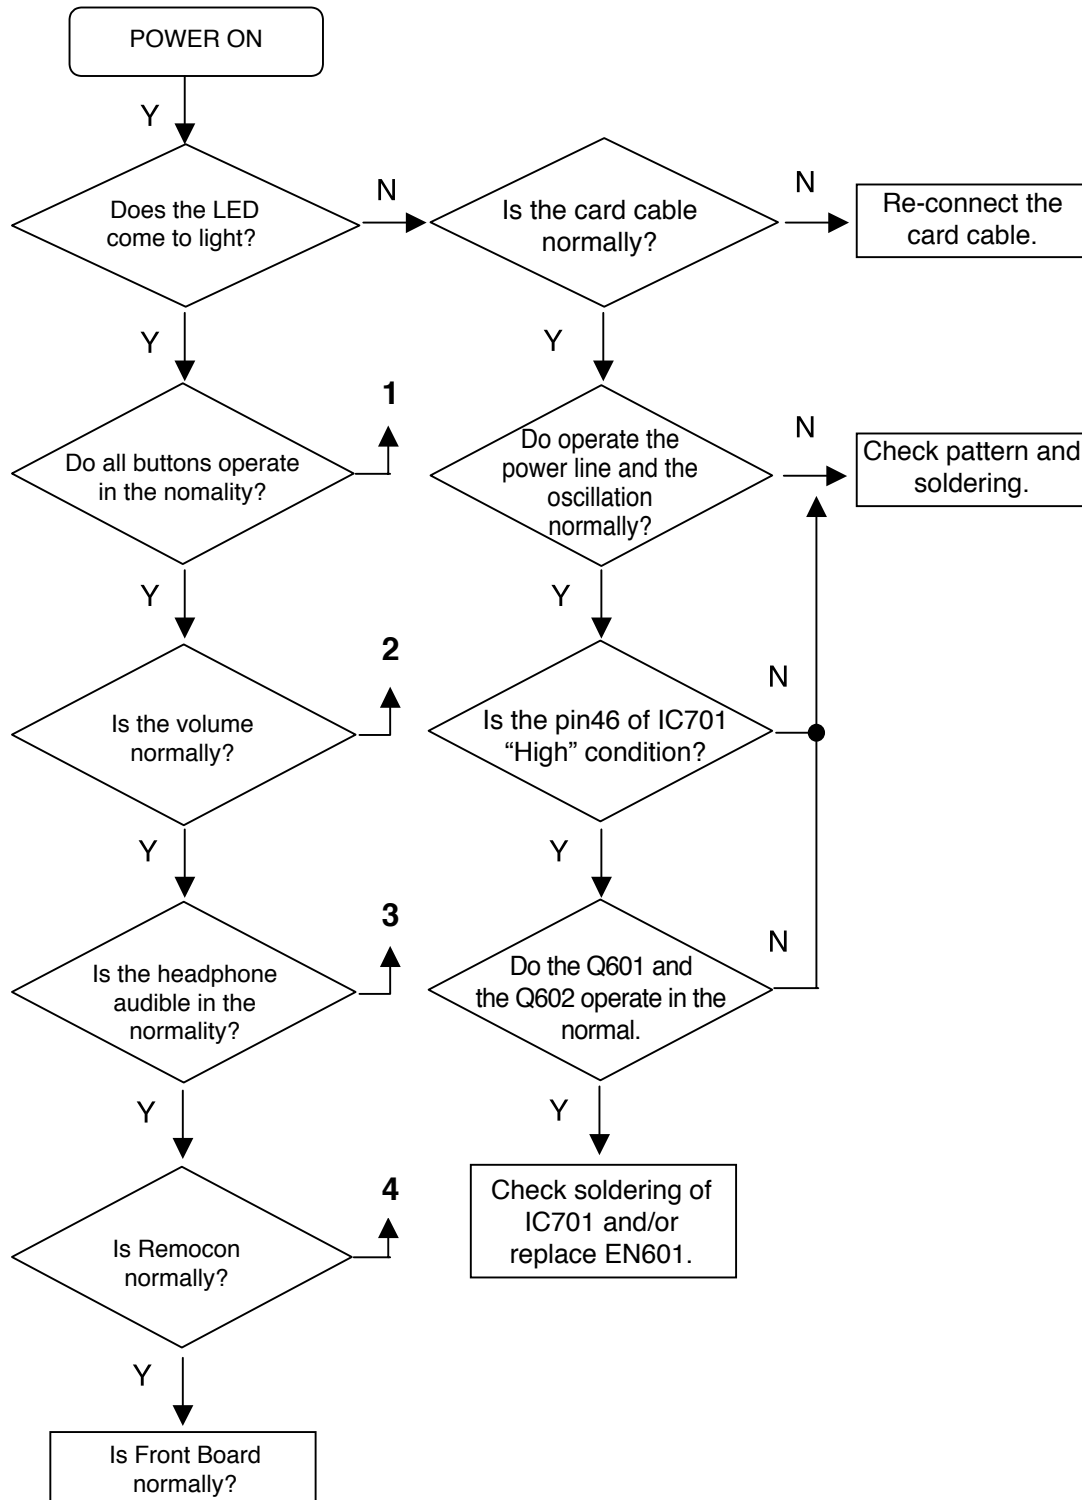 POWER ON
Y
Does the LED
come to light?
N
Is the card cable
normally?
N
Re-connect the
card cable.
Y
Y
Do all buttons operate
in the nomality?
1
Do operate the
power line and the
oscillation
normally?
N
Check pattern and
soldering.
Y
Y
Is the volume
normally?
2
Is the pin46 of IC701
“High” condition?
N
Y
Y
Is the headphone
audible in the
normality?
3
Do the Q601 and
the Q602 operate in the
normal.
N
Y
Y
Is Remocon
normally?
4
Check soldering of
IC701 and/or
replace EN601.
Y
Is Front Board
normally?